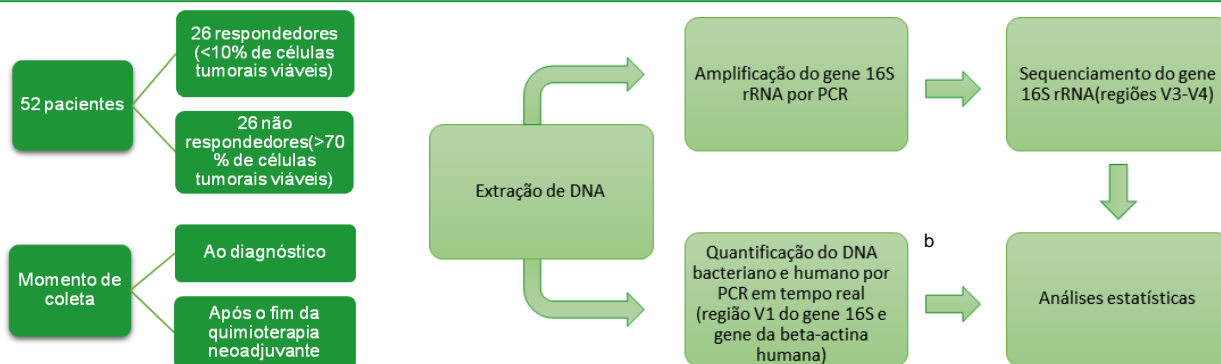 52 pacientes
26 respondedores
(<10% de células
tumorais viáveis)
26 não
respondedores(>70
% de células
tumorais viáveis)
Momento de
coleta
Ao diagnóstico
Após o fim da
quimioterapia
neoadjuvante
Extração de DNA
Amplificação do gene 16S
rRNA por PCR
Sequenciamento do gene
16S rRNA(regiões V3-V4)
Quantificação do DNA
bacteriano e humano por
PCR em tempo real
(região V1 do gene 16S e
gene da beta-actina
humana)
b
Análises estatísticas